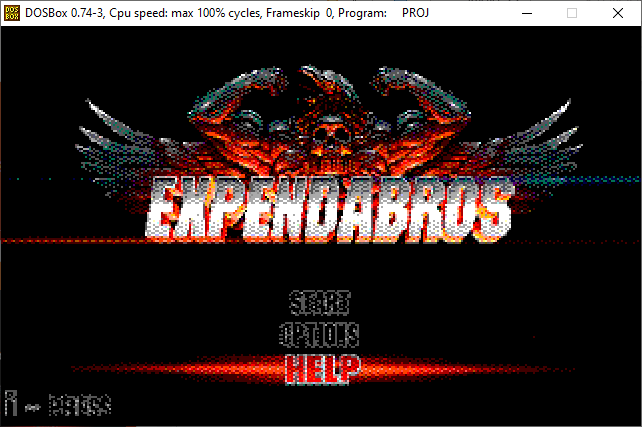 DOSBox 0.74-3, Cpu speed: max 100% cycles, Frameskip 0, Program: PROJ
EXPENDABROS
START
OPTIONS
HELP